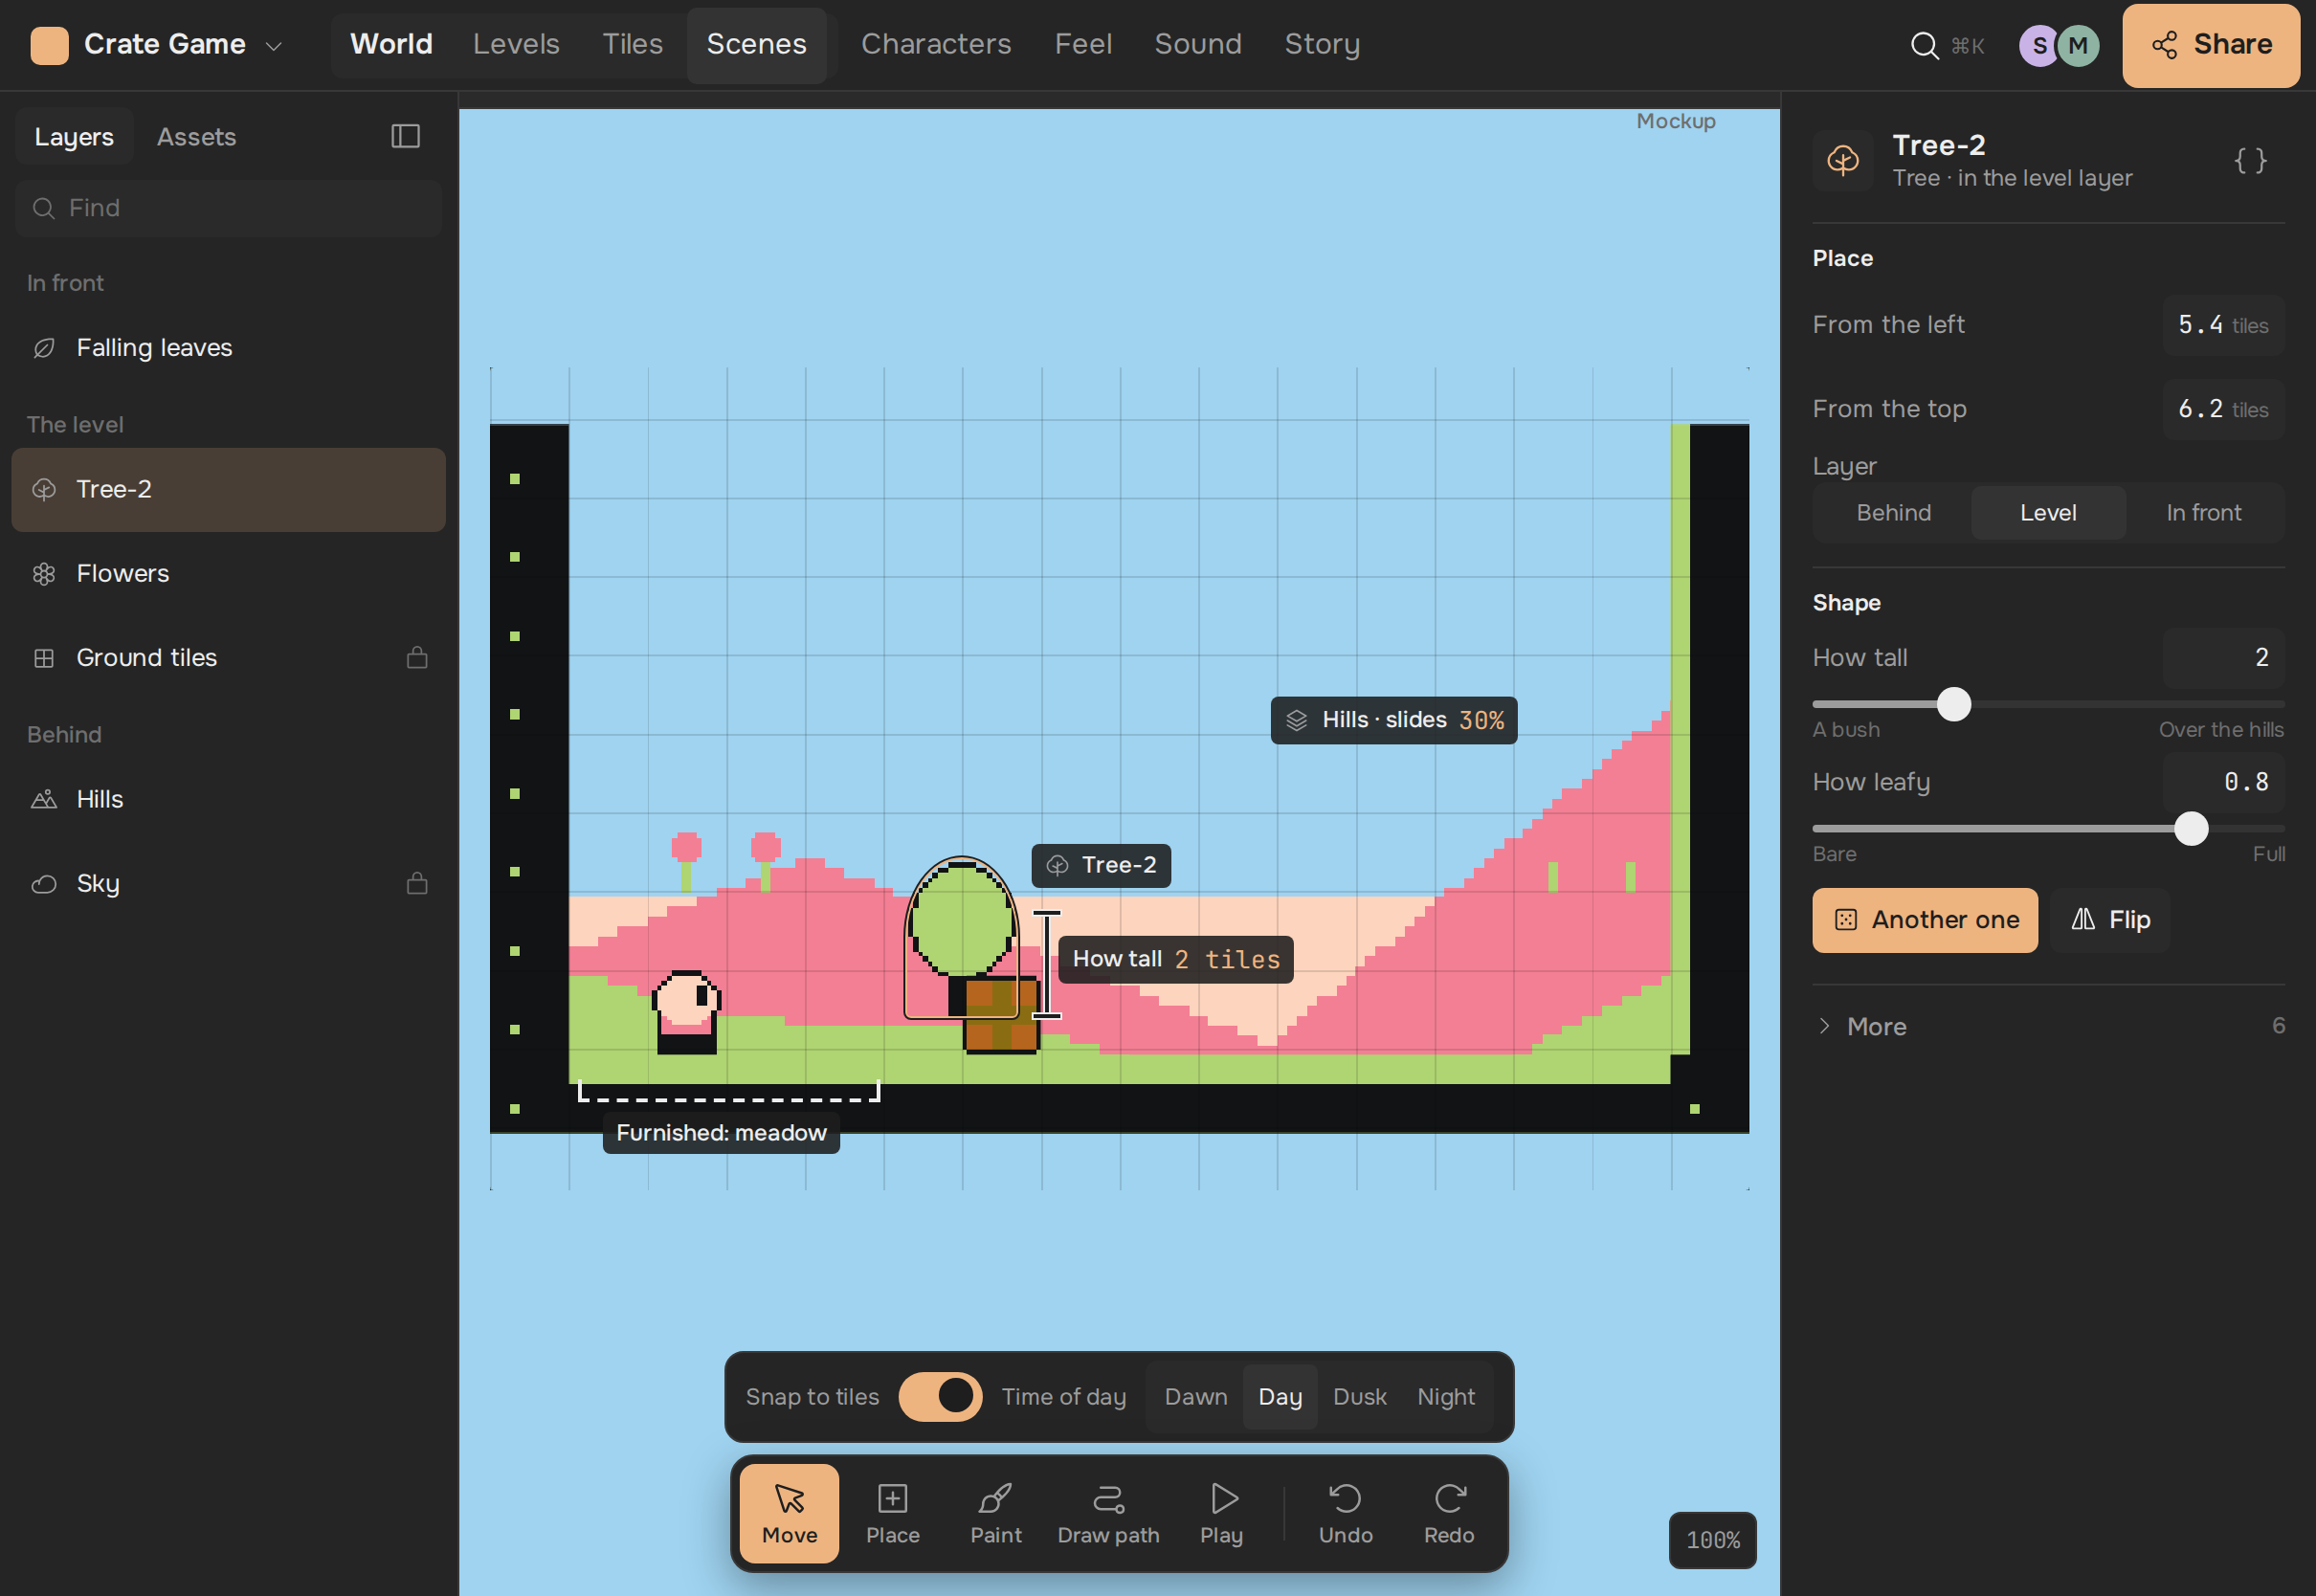 Crate Game
World Levels Tiles Scenes Characters Feel Sound Story
⌘K
S M
Share
Layers Assets
Find
In front
Falling leaves
The level
Tree-2
Flowers
Ground tiles
Behind
Hills
Sky
Mockup
Hills · slides 30%
Tree-2
How tall 2 tiles
Furnished: meadow
Snap to tiles
Time of day
Dawn Day Dusk Night
Move Place Paint Draw path Play Undo Redo
100%
Tree-2
Tree · in the level layer
{ }
Place
From the left 5.4 tiles
From the top 6.2 tiles
Layer
Behind Level In front
Shape
How tall 2
A bush Over the hills
How leafy 0.8
Bare Full
Another one Flip
More 6